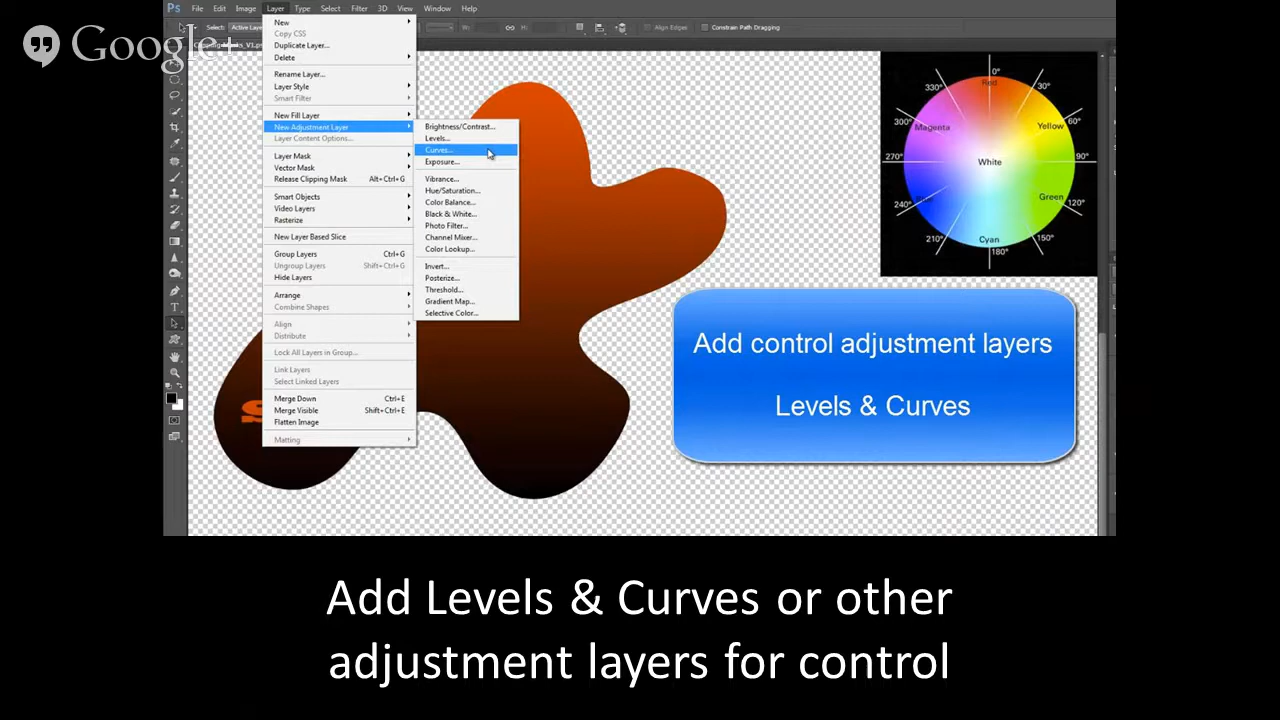 Ps File Edit Image Layer Type Select Filter 3D View Window Help
Google+
Select: Active Laye
W:
H:
Align Edges
Constrain Path Dragging
New
Copy CSS
Duplicate Layer...
Delete
Rename Layer...
Layer Style
Smart Filter
New Fill Layer
New Adjustment Layer
Layer Content Options...
Layer Mask
Vector Mask
Release Clipping Mask Alt+Ctrl+G
Smart Objects
Video Layers
Rasterize
New Layer Based Slice
Group Layers Ctrl+G
Ungroup Layers Shift+Ctrl+G
Hide Layers
Arrange
Combine Shapes
Align
Distribute
Lock All Layers in Group...
Link Layers
Select Linked Layers
Merge Down Ctrl+E
Merge Visible Shift+Ctrl+E
Flatten Image
Matting
Brightness/Contrast...
Levels...
Curves...
Exposure...
Vibrance...
Hue/Saturation...
Color Balance...
Black & White...
Photo Filter...
Channel Mixer...
Color Lookup...
Invert...
Posterize...
Threshold...
Gradient Map...
Selective Color...
0°
330° Red 30°
Magenta Yellow 60°
270° White 90°
240° Blue Green 120°
210° Cyan 150°
180°
Add control adjustment layers
Levels & Curves
Add Levels & Curves or other
adjustment layers for control